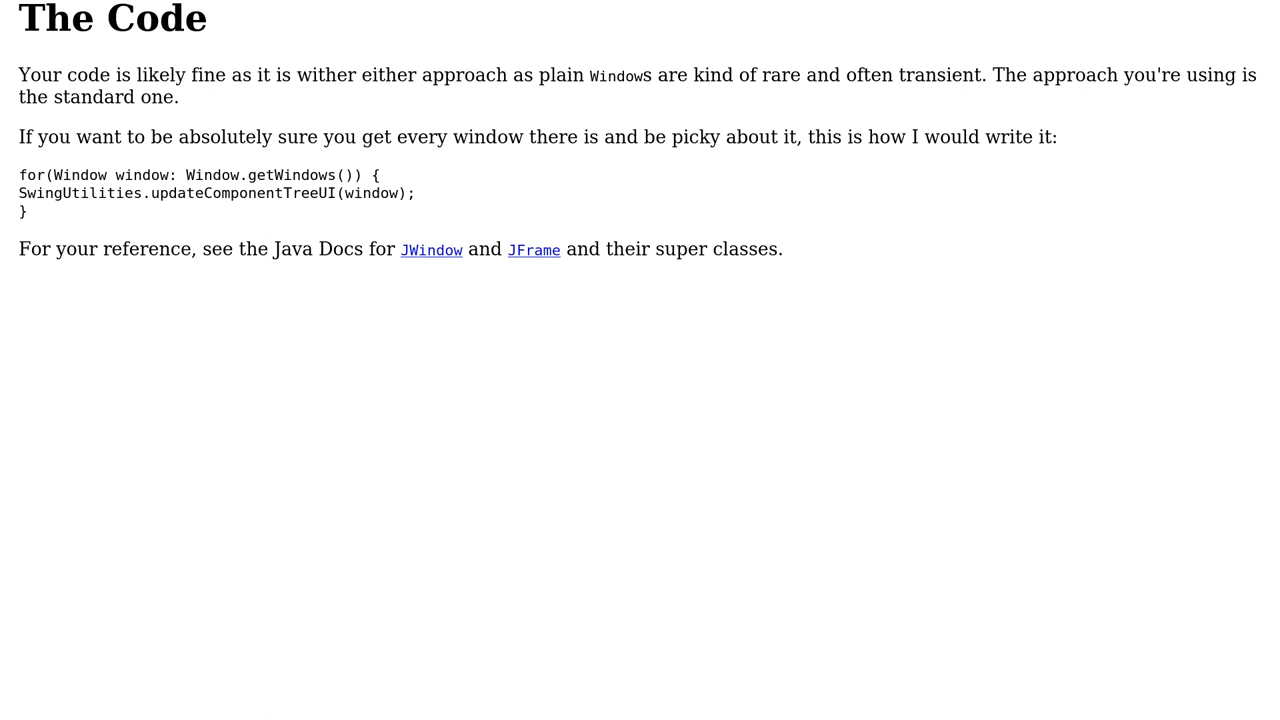 The Code
Your code is likely fine as it is wither either approach as plain Windows are kind of rare and often transient. The approach you're using is
the standard one.
If you want to be absolutely sure you get every window there is and be picky about it, this is how I would write it:
for(Window window: Window.getWindows()) {
SwingUtilities.updateComponentTreeUI(window);
}
For your reference, see the Java Docs for JWindow and JFrame and their super classes.